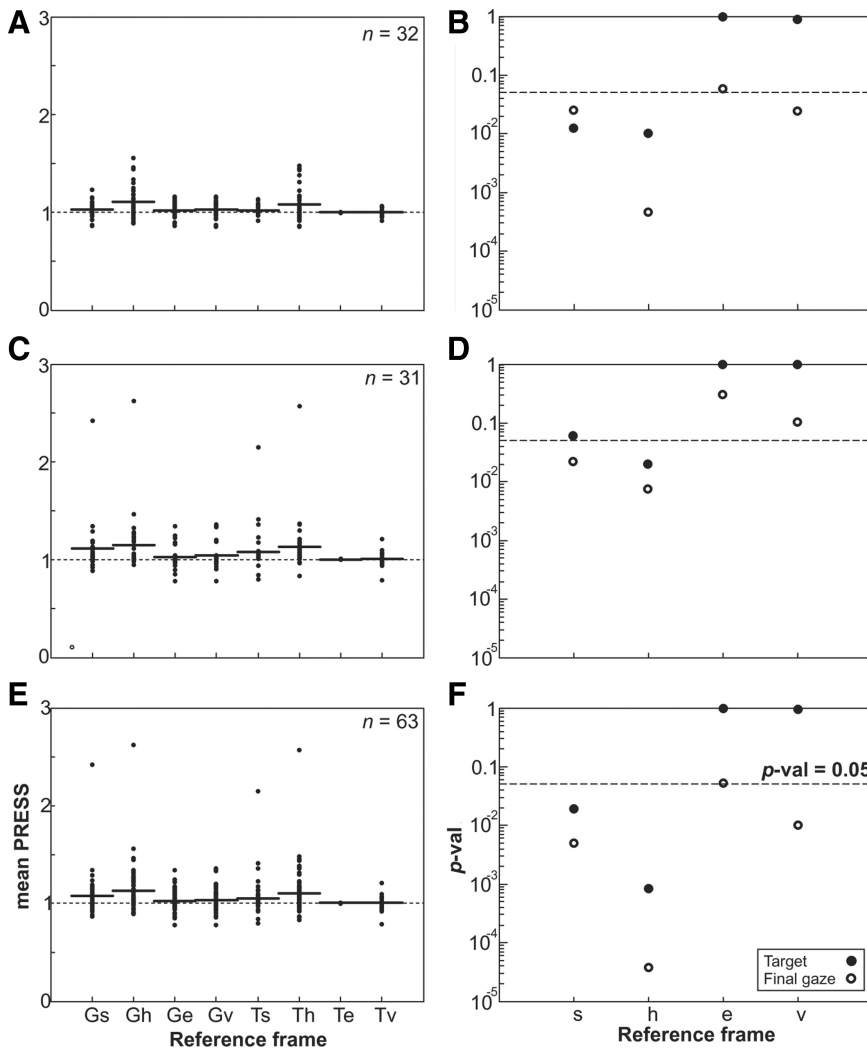 A
n = 32
3
2
1
0
B
1
0.1
10-2
10-3
10-4
10-5
C
n = 31
3
2
1
0
D
1
0.1
10-2
10-3
10-4
10-5
E
n = 63
3
2
1
0
mean PRESS
Gs Gh Ge Gv Ts Th Te Tv
Reference frame
F
p-val = 0.05
1
0.1
10-2
10-3
10-4
10-5
p-val
Target
Final gaze
s h e v
Reference frame